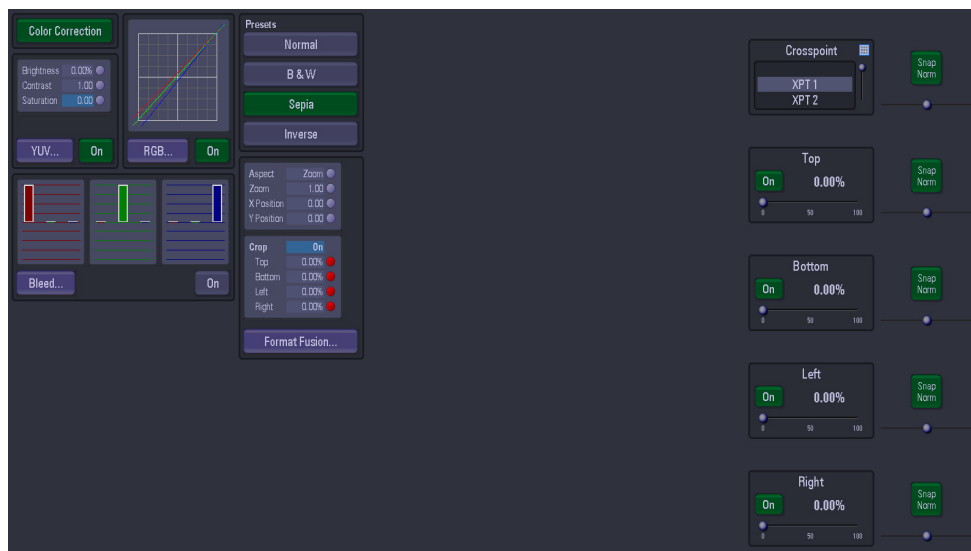 Color Correction
Brightness 0.00%
Contrast 1.00
Saturation 0.00
YUV... On
RGB... On
Presets
Normal
B & W
Sepia
Inverse
Bleed... On
Aspect Zoom
Zoom 1.00
X Position 0.00
Y Position 0.00
Crop On
Top 0.00%
Bottom 0.00%
Left 0.00%
Right 0.00%
Format Fusion...
Crosspoint
XPT 1
XPT 2
Snap
Norm
Top
On 0.00%
0 50 100
Snap
Norm
Bottom
On 0.00%
0 50 100
Snap
Norm
Left
On 0.00%
0 50 100
Snap
Norm
Right
On 0.00%
0 50 100
Snap
Norm